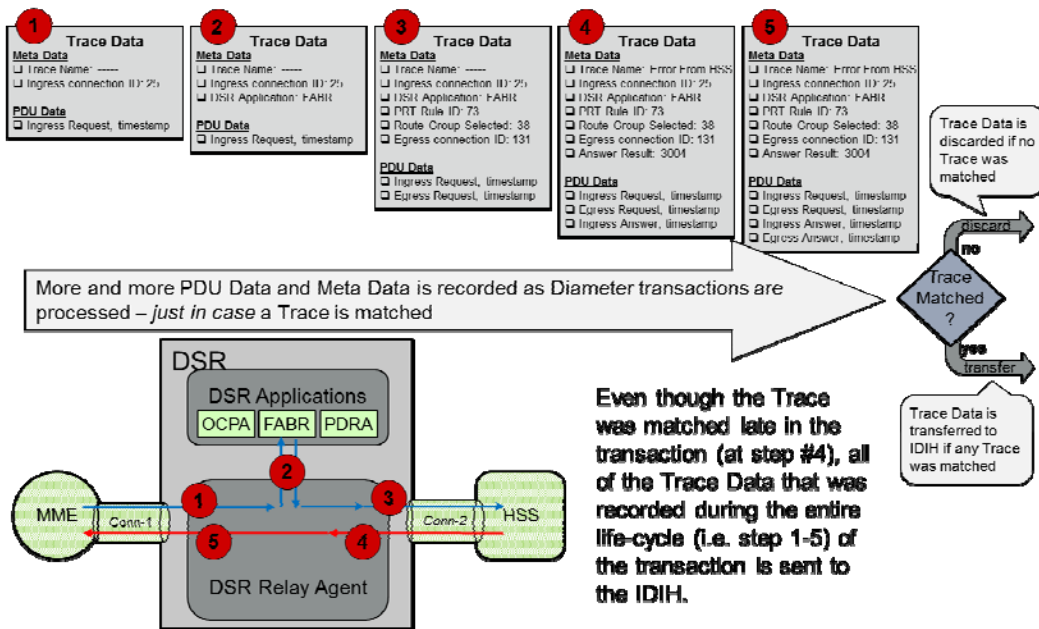 1
Trace Data
Meta Data
❑ Trace Name: -----
❑ Ingress connection ID: 25
PDU Data
❑ Ingress Request, timestamp
2
Trace Data
Meta Data
❑ Trace Name: -----
❑ Ingress connection ID: 25
❑ DSR Application: FABR
PDU Data
❑ Ingress Request, timestamp
3
Trace Data
Meta Data
❑ Trace Name: -----
❑ Ingress connection ID: 25
❑ DSR Application: FABR
❑ PRT Rule ID: 73
❑ Route Group Selected: 38
❑ Egress connection ID: 131
PDU Data
❑ Ingress Request, timestamp
❑ Egress Request, timestamp
4
Trace Data
Meta Data
❑ Trace Name: Error From HSS
❑ Ingress connection ID: 25
❑ DSR Application: FABR
❑ PRT Rule ID: 73
❑ Route Group Selected: 38
❑ Egress connection ID: 131
❑ Answer Result: 3004
PDU Data
❑ Ingress Request, timestamp
❑ Egress Request, timestamp
❑ Ingress Answer, timestamp
5
Trace Data
Meta Data
❑ Trace Name: Error From HSS
❑ Ingress connection ID: 25
❑ DSR Application: FABR
❑ PRT Rule ID: 73
❑ Route Group Selected: 38
❑ Egress connection ID: 131
❑ Answer Result: 3004
PDU Data
❑ Ingress Request, timestamp
❑ Egress Request, timestamp
❑ Ingress Answer, timestamp
❑ Egress Answer, timestamp
Trace Data is
discarded if no
Trace was
matched
discard
no
Trace
Matched
?
yes
transfer
Trace Data is
transferred to
IDIH if any Trace
was matched
More and more PDU Data and Meta Data is recorded as Diameter transactions are
processed – just in case a Trace is matched
DSR
DSR Applications
OCPA
FABR
PDRA
2
1
3
MME
Conn-1
Conn-2
HSS
5
4
DSR Relay Agent
Even though the Trace
was matched late in the
transaction (at step #4), all
of the Trace Data that was
recorded during the entire
life-cycle (i.e. step 1-5) of
the transaction is sent to
the IDIH.